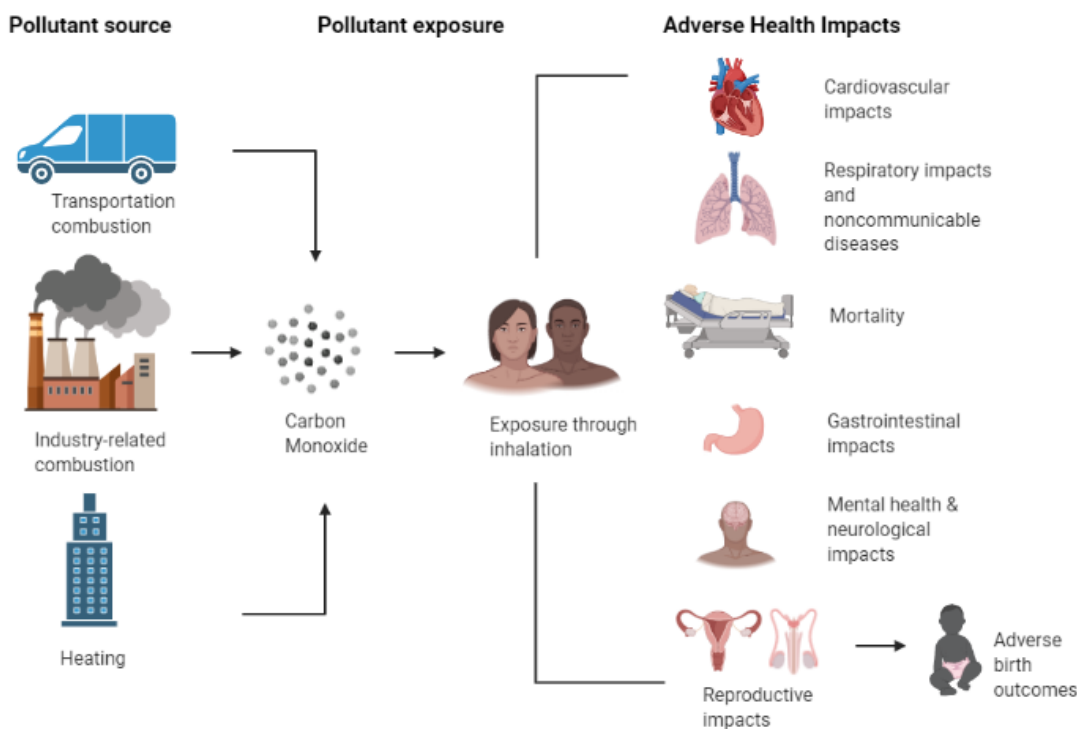 Pollutant source
Pollutant exposure
Adverse Health Impacts
Transportation
combustion
Industry-related
combustion
Heating
Carbon
Monoxide
Exposure through
inhalation
Cardiovascular
impacts
Respiratory impacts
and
noncommunicable
diseases
Mortality
Gastrointestinal
impacts
Mental health &
neurological
impacts
Reproductive
impacts
Adverse
birth
outcomes